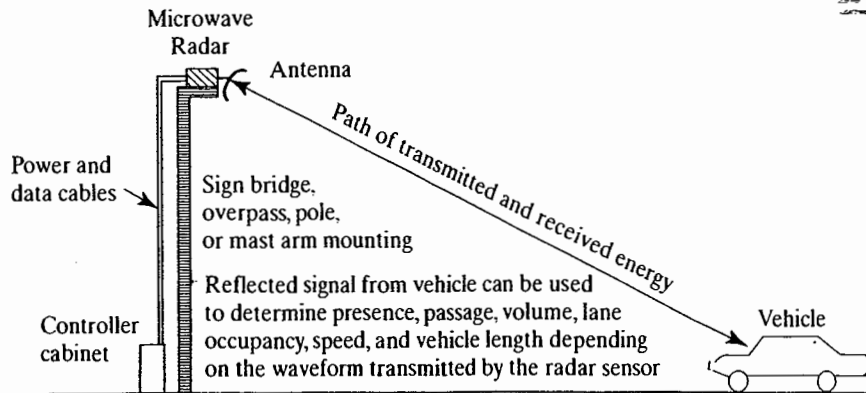 Microwave
Radar
Antenna
Path of transmitted and received energy
Power and
data cables
Sign bridge,
overpass, pole,
or mast arm mounting
Reflected signal from vehicle can be used
to determine presence, passage, volume, lane
occupancy, speed, and vehicle length depending
on the waveform transmitted by the radar sensor
Controller
cabinet
Vehicle